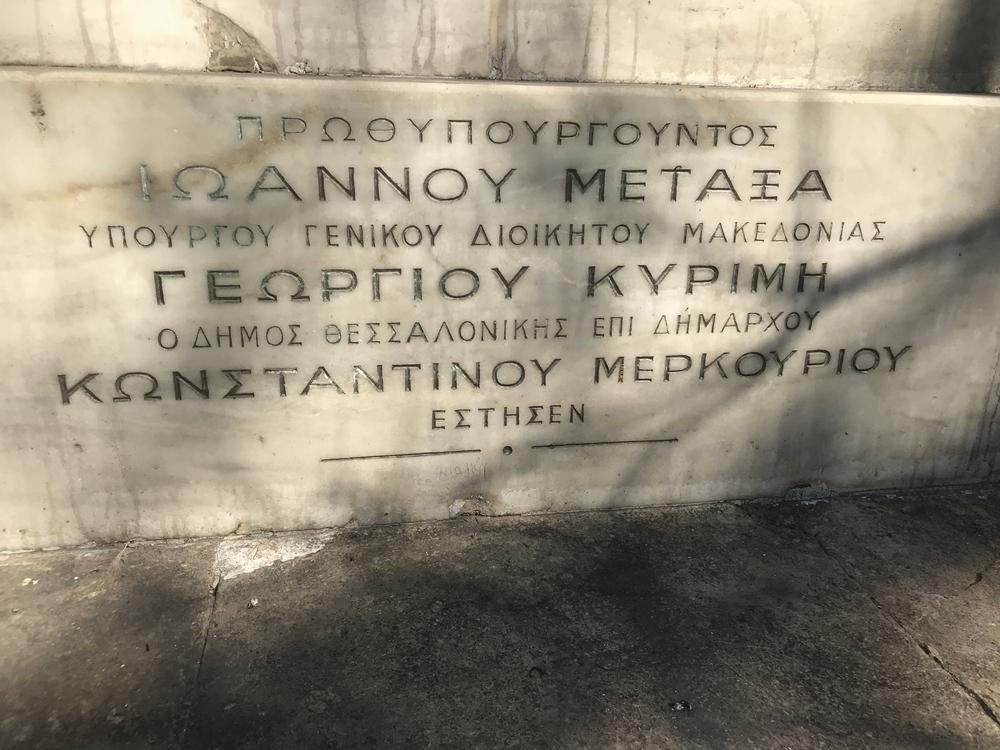 ΠΡΩΘΥΠΟΥΡΓΟΥΝΤΟΣ
ΙΩΑΝΝΟΥ ΜΕΤΑΞΑ
ΥΠΟΥΡΓΟΥ ΓΕΝΙΚΟΥ ΔΙΟΙΚΗΤΟΥ ΜΑΚΕΔΟΝΙΑΣ
ΓΕΩΡΓΙΟΥ ΚΥΡΙΜΗ
Ο ΔΗΜΟΣ ΘΕΣΣΑΛΟΝΙΚΗΣ ΕΠΙ ΔΗΜΑΡΧΟΥ
ΚΩΝΣΤΑΝΤΙΝΟΥ ΜΕΡΚΟΥΡΙΟΥ
ΕΣΤΗΣΕΝ